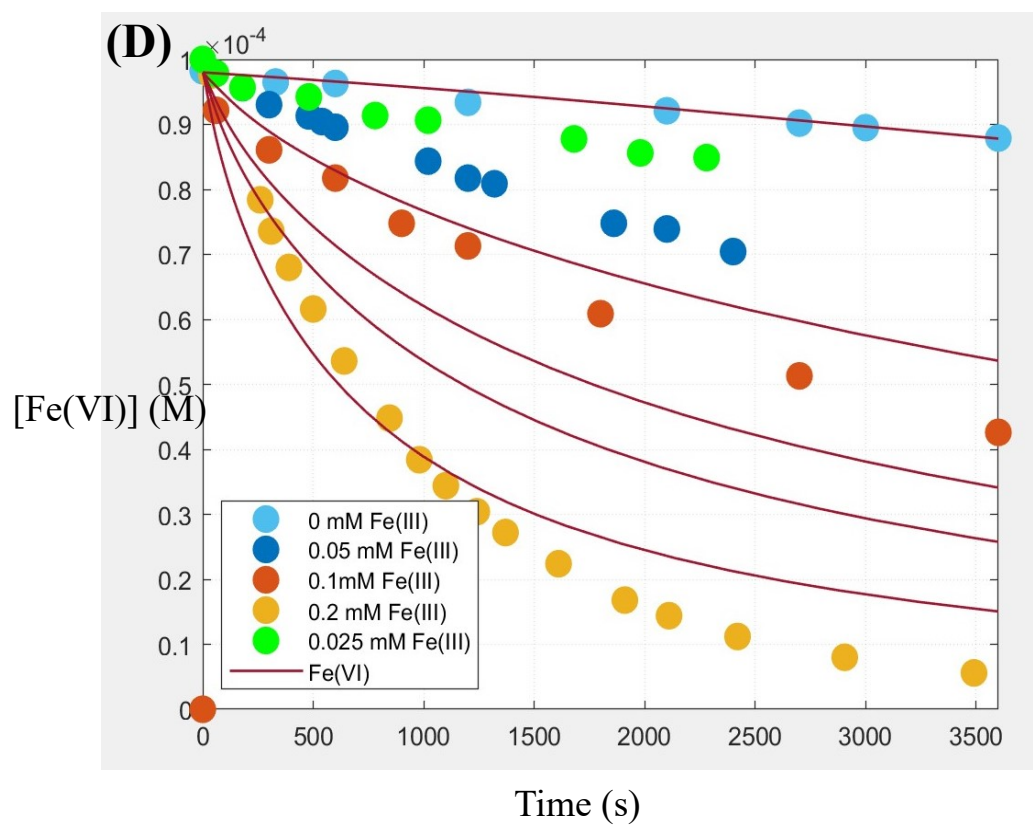 (D)
×10⁻⁴
1
0.9
0.8
0.7
0.6
0.5
[Fe(VI)] (M)
0.4
0.3
0.2
0.1
0
0 mM Fe(III)
0.05 mM Fe(III)
0.1mM Fe(III)
0.2 mM Fe(III)
0.025 mM Fe(III)
Fe(VI)
0 500 1000 1500 2000 2500 3000 3500
Time (s)